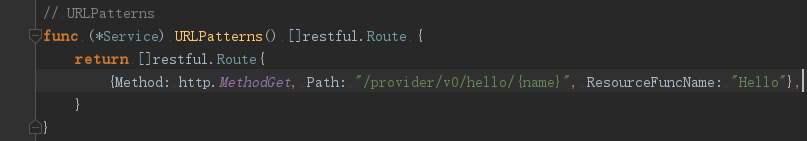 // URLPatterns
func (*Service) URLPatterns() []restful.Route {
    return []restful.Route{
        {Method: http.MethodGet, Path: "/provider/v0/hello/{name}", ResourceFuncName: "Hello"},
    }
}